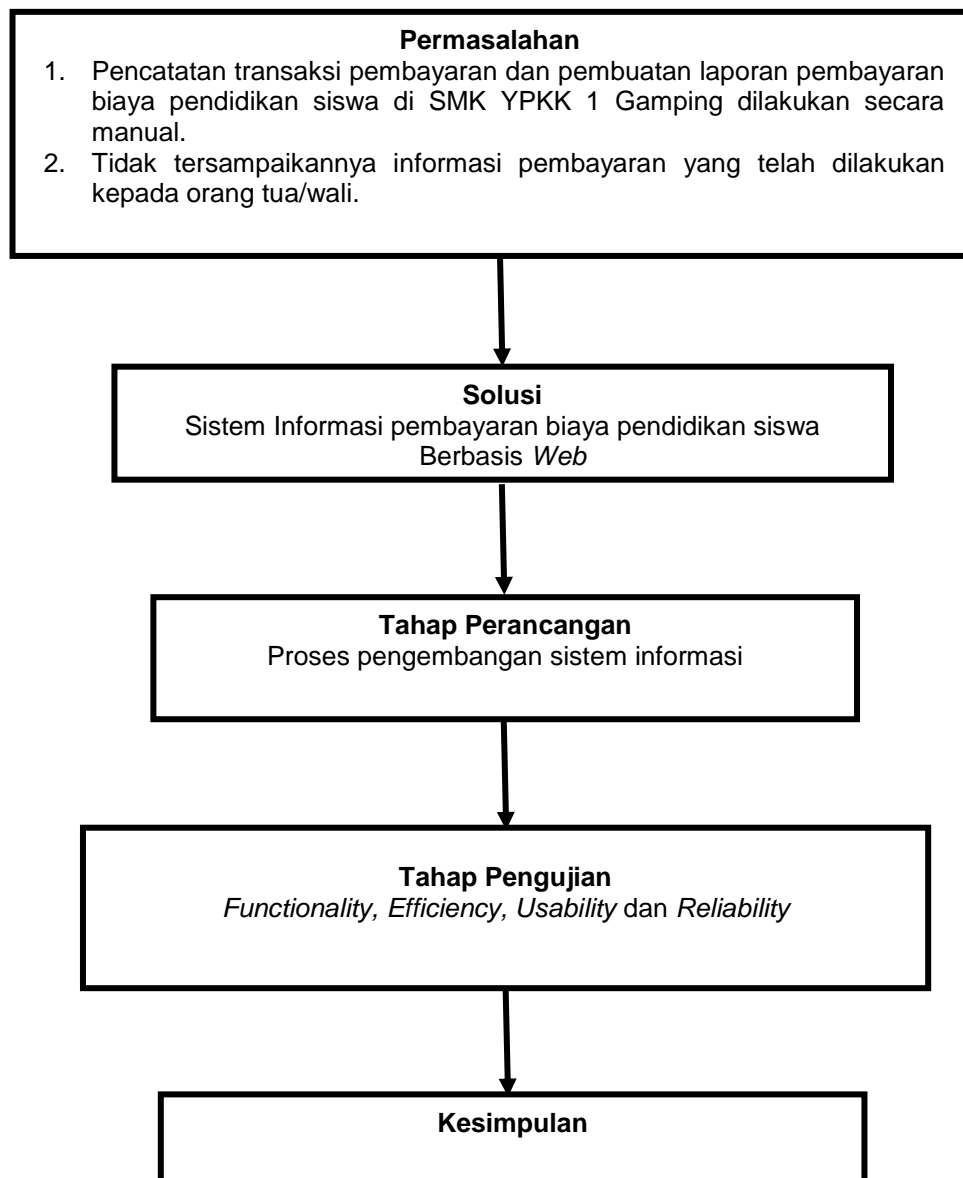 Permasalahan
1. Pencatatan transaksi pembayaran dan pembuatan laporan pembayaran
biaya pendidikan siswa di SMK YPKK 1 Gamping dilakukan secara
manual.
2. Tidak tersampaikannya informasi pembayaran yang telah dilakukan
kepada orang tua/wali.
Solusi
Sistem Informasi pembayaran biaya pendidikan siswa
Berbasis Web
Tahap Perancangan
Proses pengembangan sistem informasi
Tahap Pengujian
Functionality, Efficiency, Usability dan Reliability
Kesimpulan